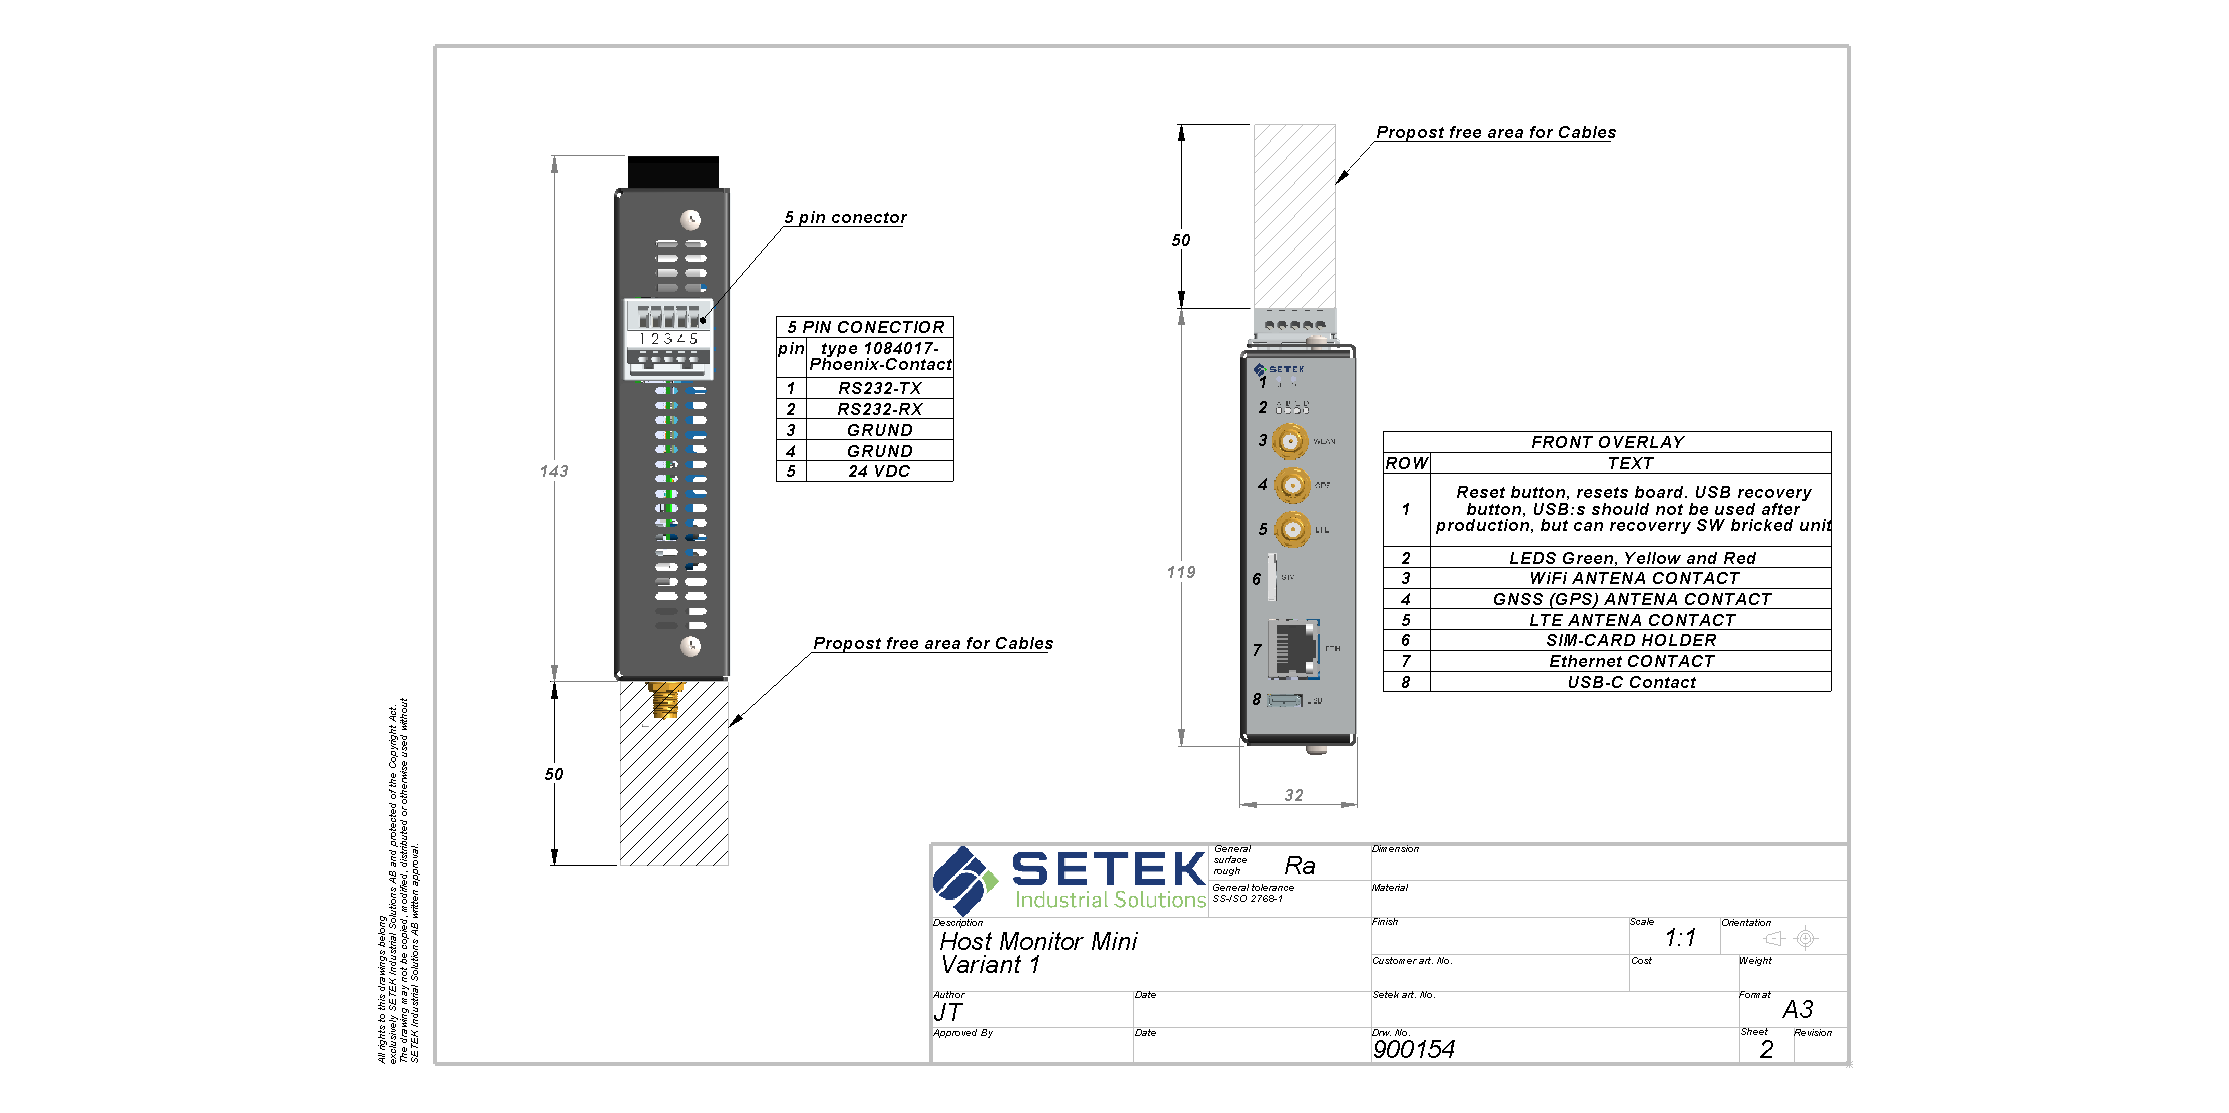 Propost free area for Cables
50
5 pin conector
143
1 2 3 4 5
5 PIN CONECTIOR
pin type 1084017-
Phoenix-Contact
1 RS232-TX
2 RS232-RX
3 GRUND
4 GRUND
5 24 VDC
Propost free area for Cables
50
119
32
SETEK
1
2
A B C D
3 WLAN
4 GPS
5 LTE
6 SIM
7 ETH
8 USB
FRONT OVERLAY
ROW TEXT
1 Reset button, resets board. USB recovery
button, USB:s should not be used after
production, but can recoverry SW bricked unit
2 LEDS Green, Yellow and Red
3 WiFi ANTENA CONTACT
4 GNSS (GPS) ANTENA CONTACT
5 LTE ANTENA CONTACT
6 SIM-CARD HOLDER
7 Ethernet CONTACT
8 USB-C Contact
All rights to this drawings belong
exclusively SETEK Industrial Solutions AB and protected of the Copyright Act.
The drawing may not be copied, modified, distributed or otherwise used without
SETEK Industrial Solutions AB written approval.
SETEK
Industrial Solutions
General
surface
rough
Ra
General tolerance
SS-ISO 2768-1
Dimension
Material
Description
Host Monitor Mini
Variant 1
Finish
Scale
1:1
Orientation
Customer art. No.
Cost
Weight
Author
JT
Date
Setek art. No.
Format
A3
Approved By
Date
Drw. No.
900154
Sheet
2
Revision